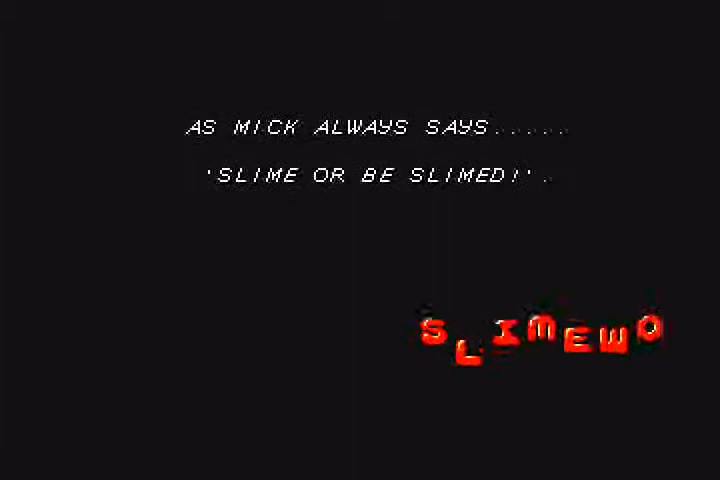 AS MICK ALWAYS SAYS......
'SLIME OR BE SLIMED!'.
SLIMEWO